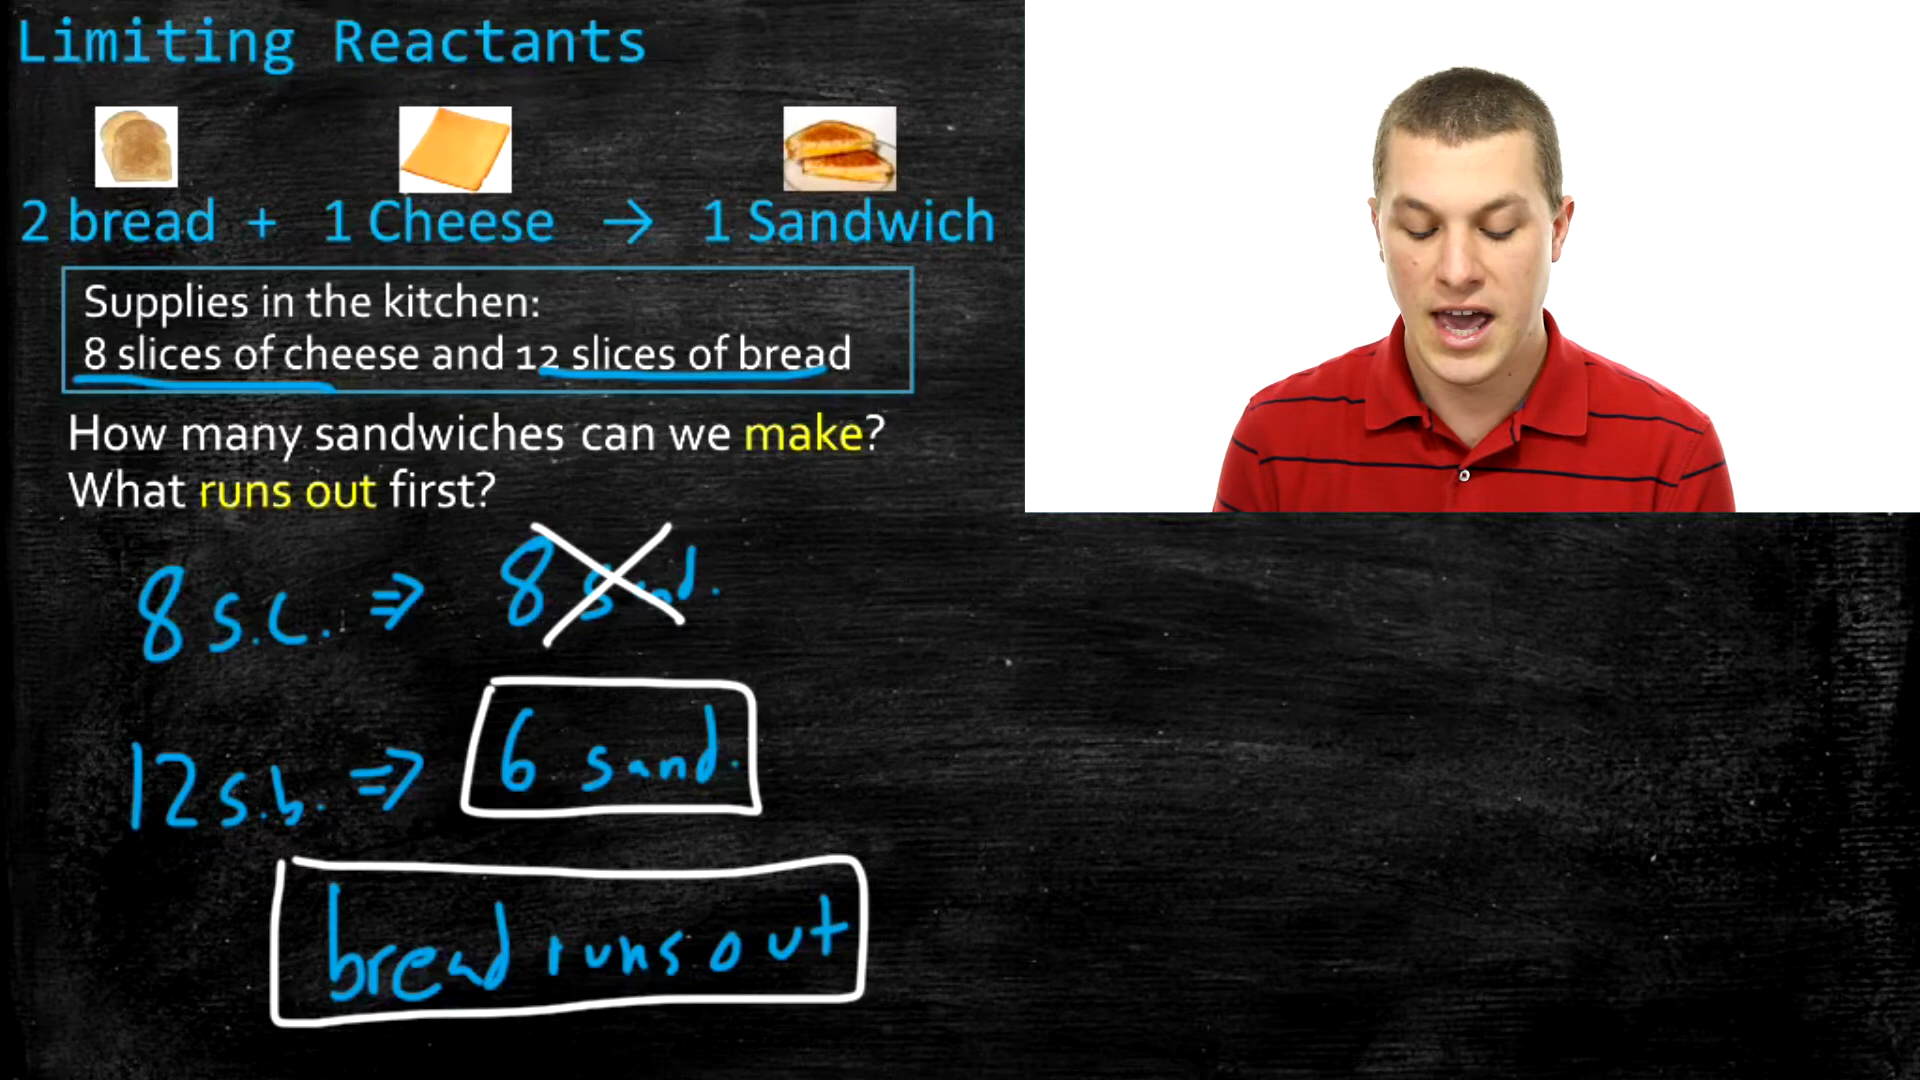 Limiting Reactants
2 bread + 1 Cheese → 1 Sandwich
Supplies in the kitchen:
8 slices of cheese and 12 slices of bread
How many sandwiches can we make?
What runs out first?
8 s.c. ⇒ 8 sand.
12 s.b. ⇒ 6 sand.
bread runs out